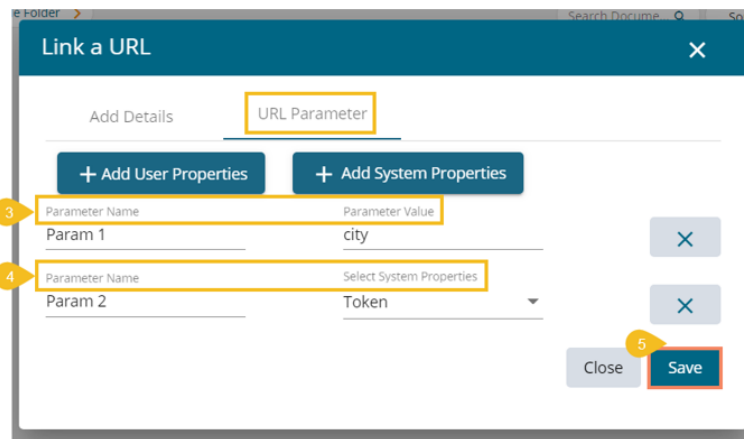 e Folder >
Search Docume...
So
Link a URL
Add Details
URL Parameter
+ Add User Properties
+ Add System Properties
3
Parameter Name
Parameter Value
Param 1
city
4
Parameter Name
Select System Properties
Param 2
Token
5
Close
Save